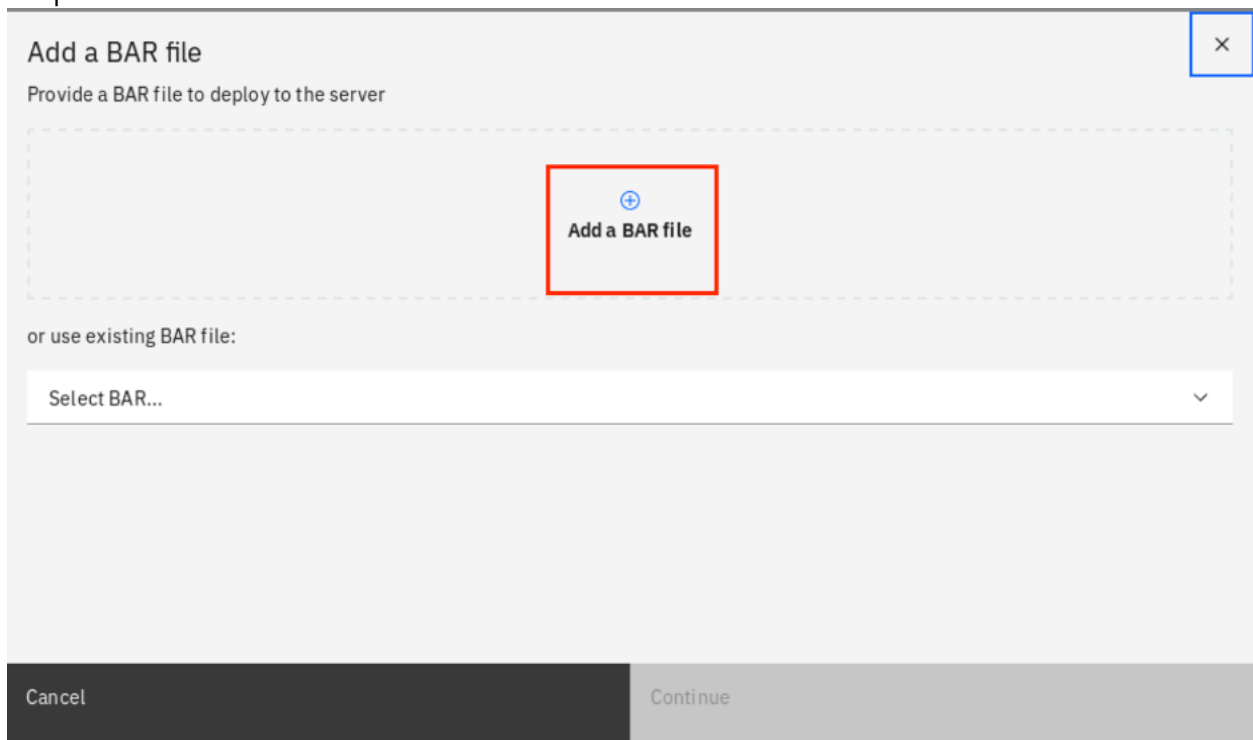 Add a BAR file
Provide a BAR file to deploy to the server
Add a BAR file
or use existing BAR file:
Select BAR...
Cancel
Continue